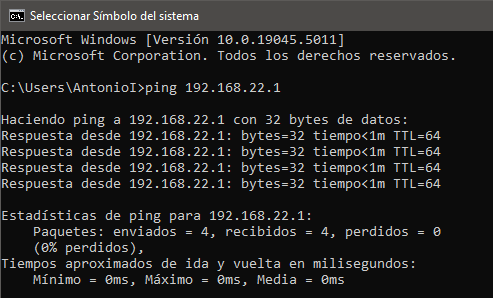 Seleccionar Símbolo del sistema
Microsoft Windows [Versión 10.0.19045.5011]
(c) Microsoft Corporation. Todos los derechos reservados.
C:\Users\AntonioI>ping 192.168.22.1
Haciendo ping a 192.168.22.1 con 32 bytes de datos:
Respuesta desde 192.168.22.1: bytes=32 tiempo<1m TTL=64
Respuesta desde 192.168.22.1: bytes=32 tiempo<1m TTL=64
Respuesta desde 192.168.22.1: bytes=32 tiempo<1m TTL=64
Respuesta desde 192.168.22.1: bytes=32 tiempo<1m TTL=64
Estadísticas de ping para 192.168.22.1:
    Paquetes: enviados = 4, recibidos = 4, perdidos = 0
    (0% perdidos),
Tiempos aproximados de ida y vuelta en milisegundos:
    Mínimo = 0ms, Máximo = 0ms, Media = 0ms